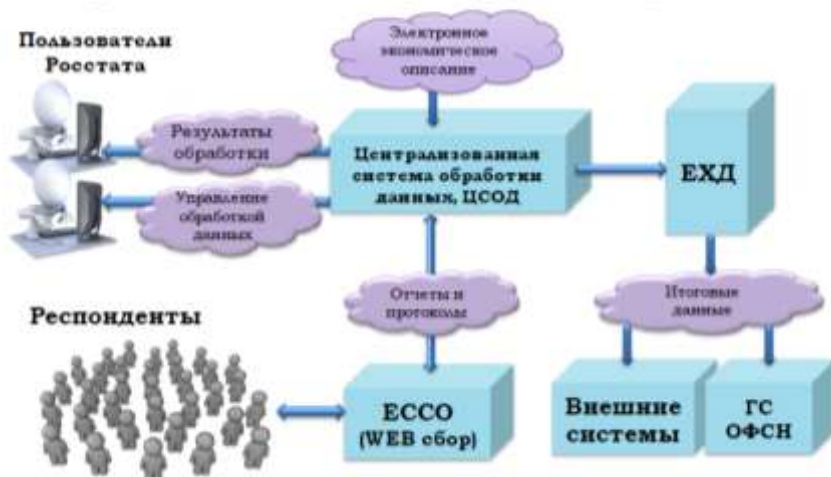 Пользователи
Росстата
Электронное
экономическое
описание
Результаты
обработки
Централизованная
система обработки
данных, ЦСОД
ЕХД
Управление
обработкой
данных
Отчеты и
протоколы
Итоговые
данные
Респонденты
ЕССО
(WEB сбор)
Внешние
системы
ГС
ОФСН